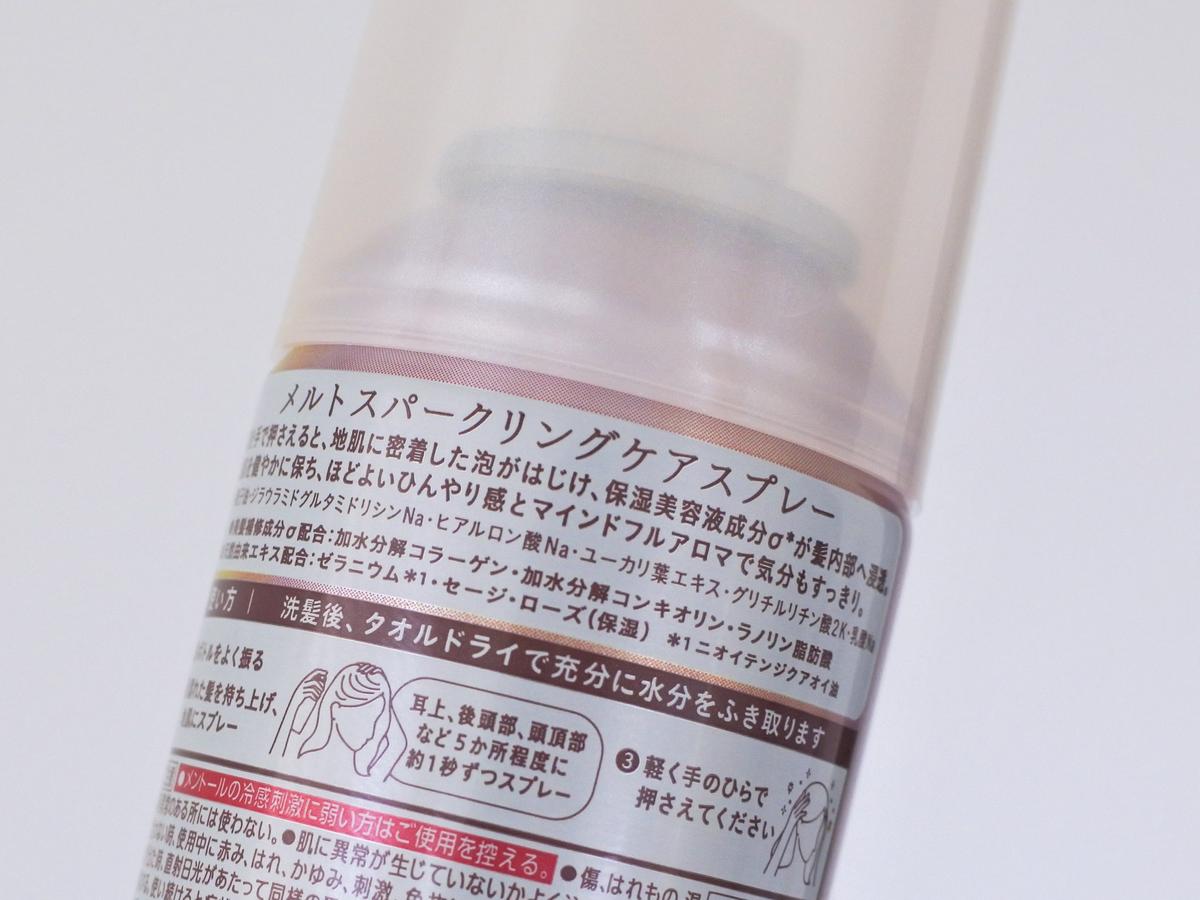 メルトスパークリングケアスプレー
手で押さえると、地肌に密着した泡がはじけ、保湿美容液成分σ*が髪内部へ浸透。
健やかに保ち、ほどよいひんやり感とマインドフルアロマで気分もすっきり。
ジラウラミドグルタミドリシンNa・ヒアルロン酸Na・ユーカリ葉エキス・グリチルリチン酸2K・乳酸Na
補修成分σ配合：加水分解コラーゲン・加水分解コンキオリン・ラノリン脂肪酸
由来エキス配合：ゼラニウム*1・セージ・ローズ（保湿） *1ニオイテンジクアオイ油
使い方 | 洗髪後、タオルドライで充分に水分をふき取ります
ボトルをよく振る
濡れた髪を持ち上げ、
地肌にスプレー
耳上、後頭部、頭頂部
など5か所程度に
約1秒ずつスプレー
③軽く手のひらで
押さえてください
●メントールの冷感刺激に弱い方はご使用を控える。
のある所には使わない。●肌に異常が生じていないかよく
●傷、はれもの、湿
使用中に赤み、はれ、かゆみ、刺激、
直射日光があたって同様の